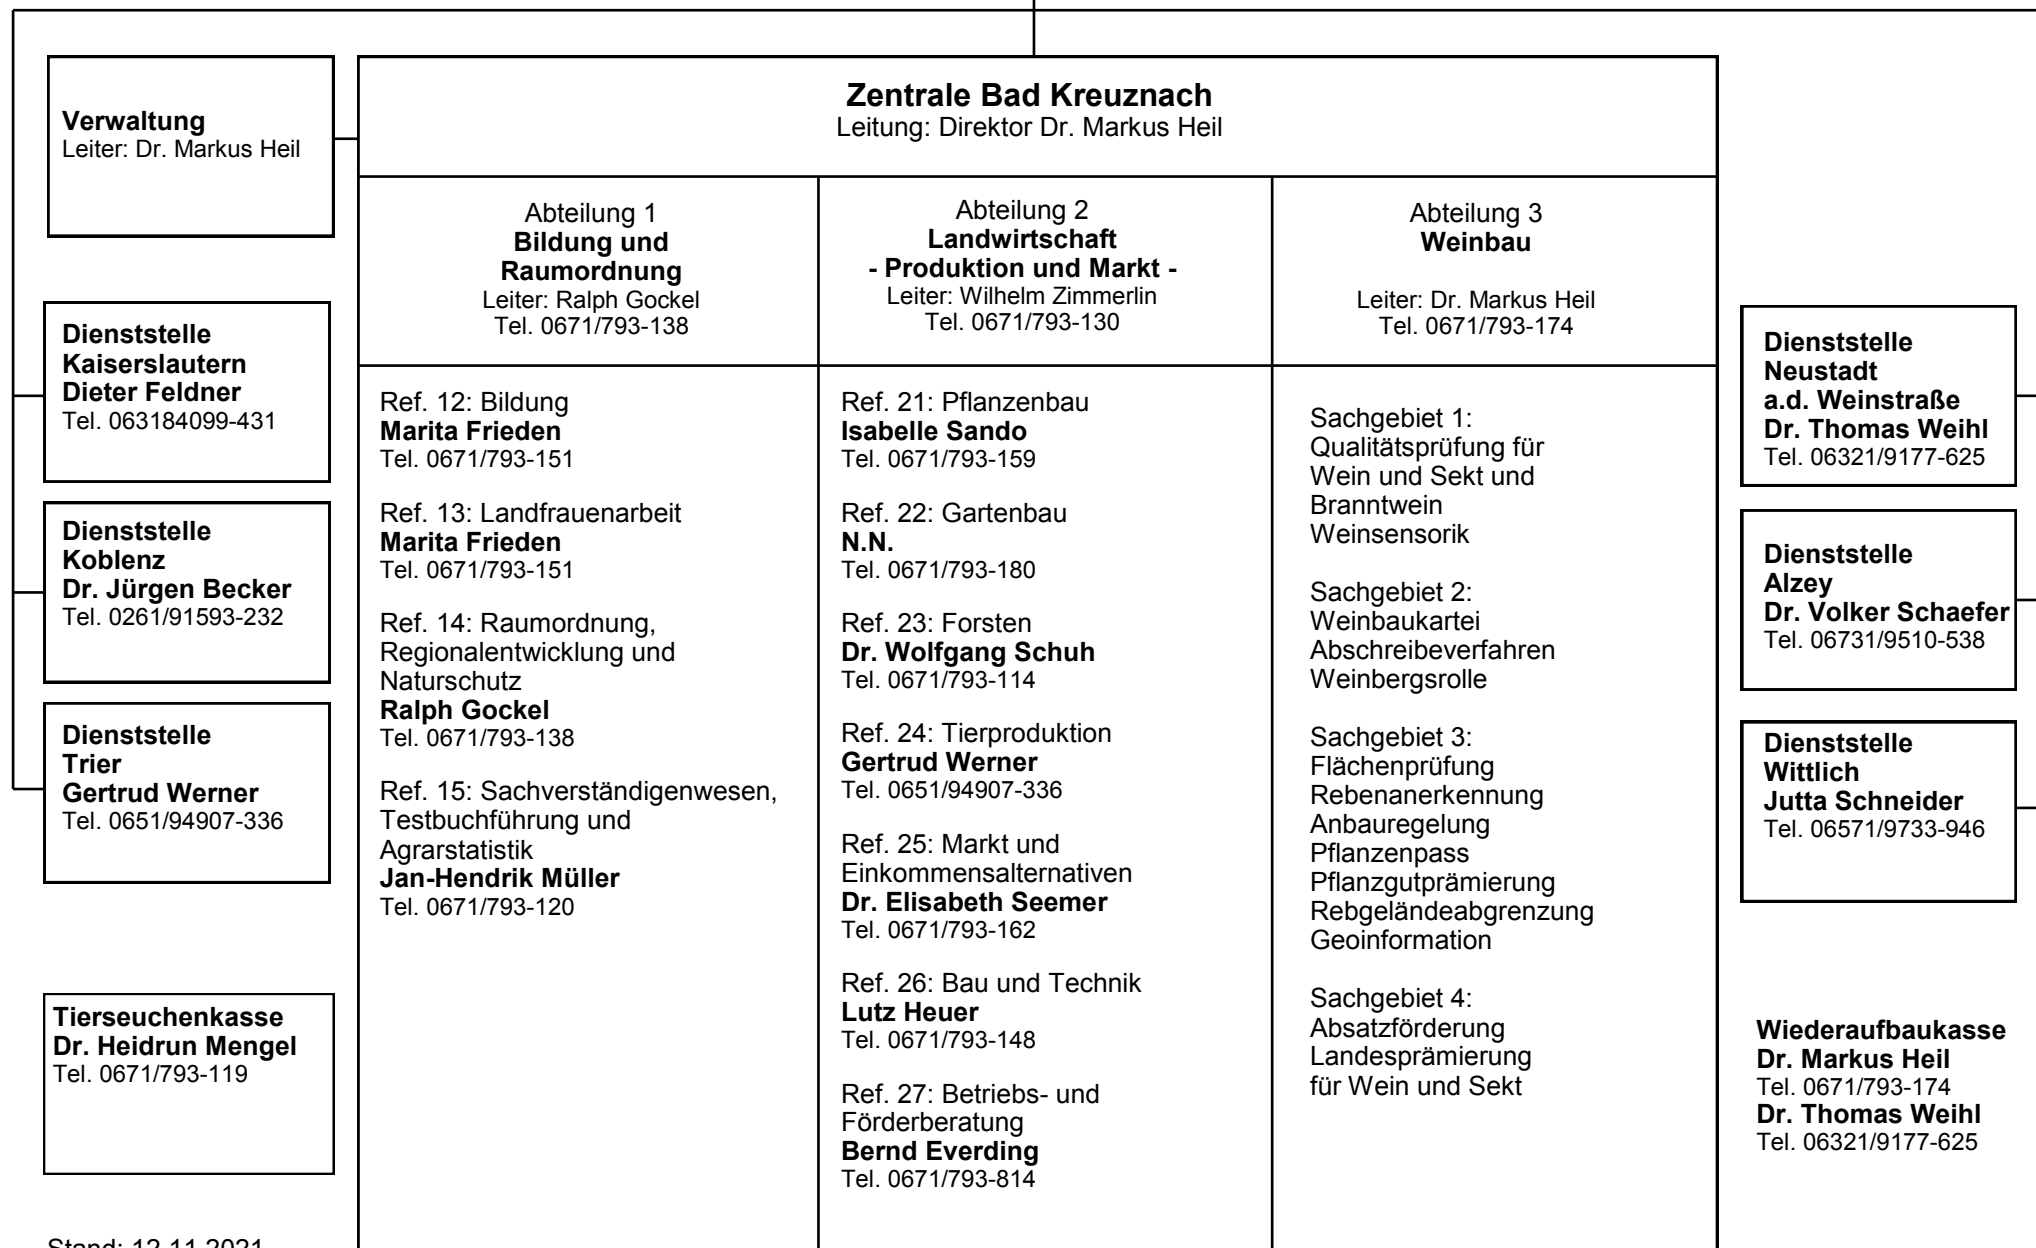 Verwaltung
Leiter: Dr. Markus Heil
Zentrale Bad Kreuznach
Leitung: Direktor Dr. Markus Heil
Abteilung 1
Bildung und
Raumordnung
Leiter: Ralph Gockel
Tel. 0671/793-138
Abteilung 2
Landwirtschaft
- Produktion und Markt -
Leiter: Wilhelm Zimmerlin
Tel. 0671/793-130
Abteilung 3
Weinbau
Leiter: Dr. Markus Heil
Tel. 0671/793-174
Dienststelle
Kaiserslautern
Dieter Feldner
Tel. 063184099-431
Dienststelle
Koblenz
Dr. Jürgen Becker
Tel. 0261/91593-232
Dienststelle
Trier
Gertrud Werner
Tel. 0651/94907-336
Tierseuchenkasse
Dr. Heidrun Mengel
Tel. 0671/793-119
Stand: 12.11.2021
Ref. 12: Bildung
Marita Frieden
Tel. 0671/793-151
Ref. 13: Landfrauenarbeit
Marita Frieden
Tel. 0671/793-151
Ref. 14: Raumordnung,
Regionalentwicklung und
Naturschutz
Ralph Gockel
Tel. 0671/793-138
Ref. 15: Sachverständigenwesen,
Testbuchführung und
Agrarstatistik
Jan-Hendrik Müller
Tel. 0671/793-120
Ref. 21: Pflanzenbau
Isabelle Sando
Tel. 0671/793-159
Ref. 22: Gartenbau
N.N.
Tel. 0671/793-180
Ref. 23: Forsten
Dr. Wolfgang Schuh
Tel. 0671/793-114
Ref. 24: Tierproduktion
Gertrud Werner
Tel. 0651/94907-336
Ref. 25: Markt und
Einkommensalternativen
Dr. Elisabeth Seemer
Tel. 0671/793-162
Ref. 26: Bau und Technik
Lutz Heuer
Tel. 0671/793-148
Ref. 27: Betriebs- und
Förderberatung
Bernd Everding
Tel. 0671/793-814
Sachgebiet 1:
Qualitätsprüfung für
Wein und Sekt und
Branntwein
Weinsensorik
Sachgebiet 2:
Weinbaukartei
Abschreibeverfahren
Weinbergsrolle
Sachgebiet 3:
Flächenprüfung
Rebenanerkennung
Anbauregelung
Pflanzenpass
Pflanzgutprämierung
Rebgeländeabgrenzung
Geoinformation
Sachgebiet 4:
Absatzförderung
Landesprämierung
für Wein und Sekt
Dienststelle
Neustadt
a.d. Weinstraße
Dr. Thomas Weihl
Tel. 06321/9177-625
Dienststelle
Alzey
Dr. Volker Schaefer
Tel. 06731/9510-538
Dienststelle
Wittlich
Jutta Schneider
Tel. 06571/9733-946
Wiederaufbaukasse
Dr. Markus Heil
Tel. 0671/793-174
Dr. Thomas Weihl
Tel. 06321/9177-625